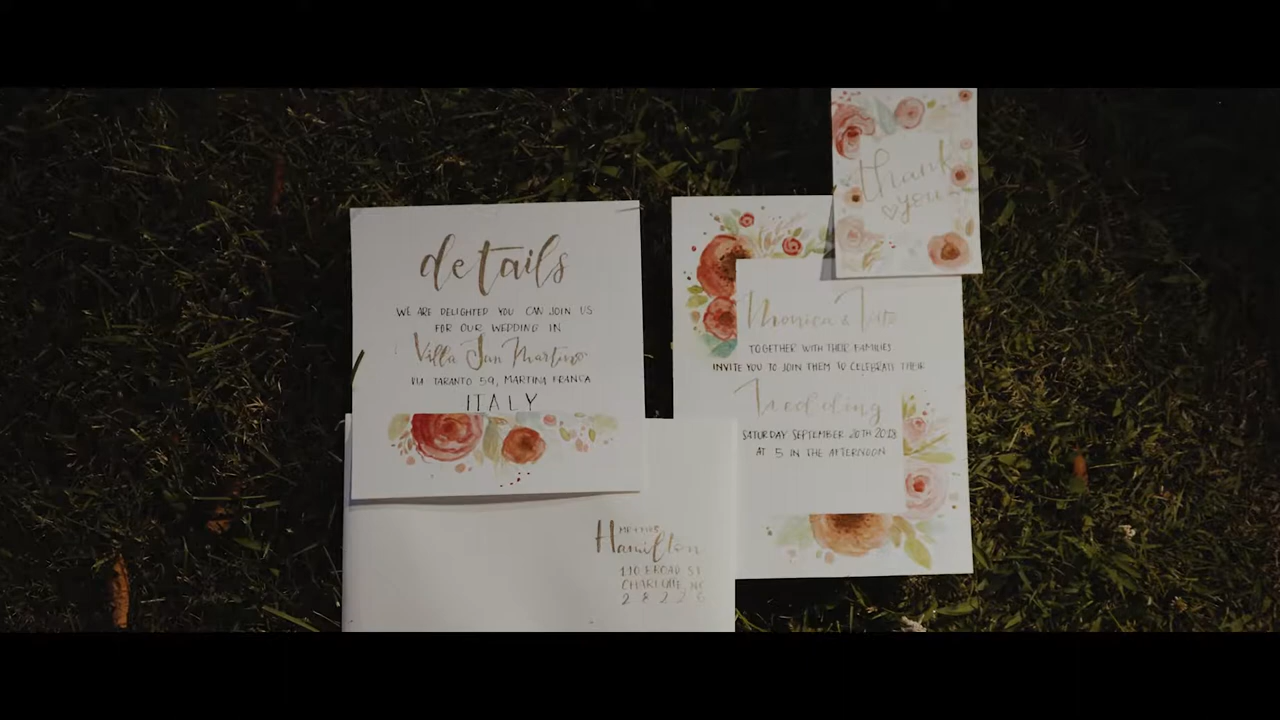 details
WE ARE DELIGHTED YOU CAN JOIN US
FOR OUR WEDDING IN
Villa San Martino
VIA TARANTO 59, MARTINA FRANCA
ITALY
thank
you
Monica &
TOGETHER WITH THEIR FAMILIES
INVITE YOU TO JOIN THEM TO CELEBRATE THEIR
Wedding
SATURDAY SEPTEMBER 20TH 2018
AT 5 IN THE AFTERNOON
Hamilton
110 BROAD ST
CHARLOTTE, NC
28226